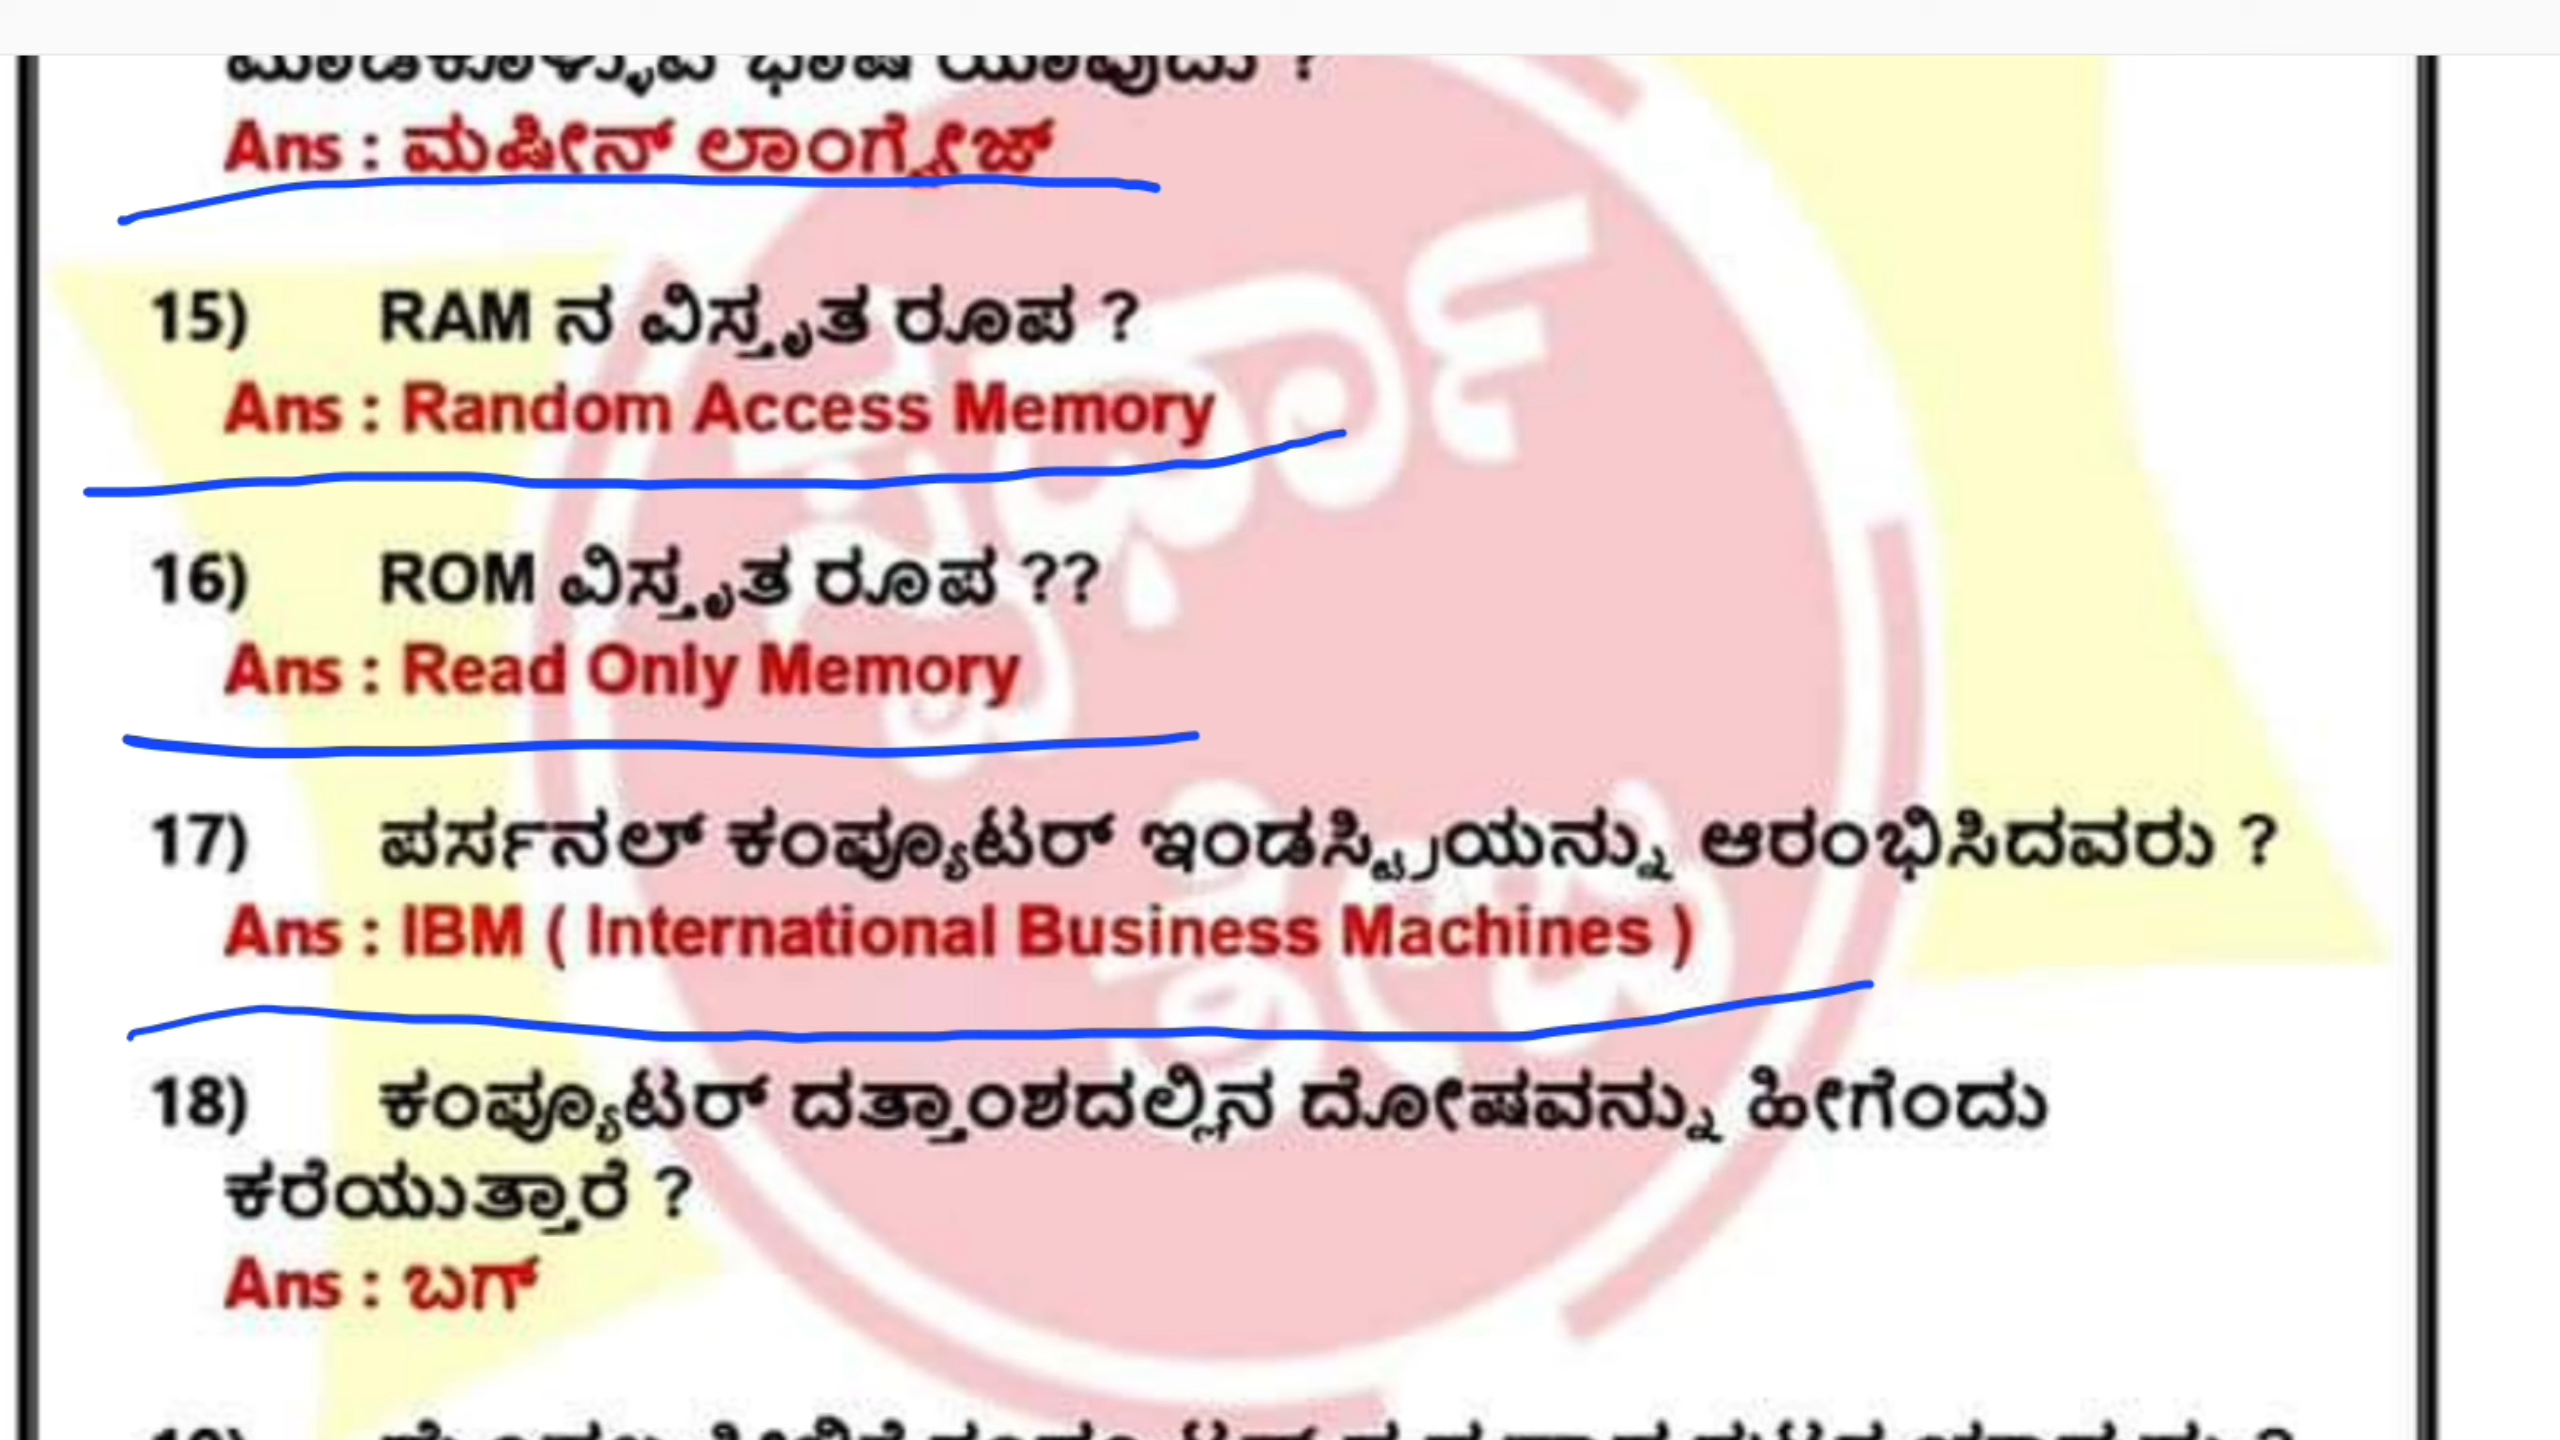 ಮಾಡಿಕೊಳ್ಳುವ ಭಾಷೆ ಯಾವುದು ?
Ans : ಮಷೀನ್ ಲಾಂಗ್ವೇಜ್
15) RAM ನ ವಿಸ್ತೃತ ರೂಪ ?
Ans : Random Access Memory
16) ROM ವಿಸ್ತೃತ ರೂಪ ??
Ans : Read Only Memory
17) ಪರ್ಸನಲ್ ಕಂಪ್ಯೂಟರ್ ಇಂಡಸ್ಟ್ರಿಯನ್ನು ಆರಂಭಿಸಿದವರು ?
Ans : IBM ( International Business Machines )
18) ಕಂಪ್ಯೂಟರ್ ದತ್ತಾಂಶದಲ್ಲಿನ ದೋಷವನ್ನು ಹೀಗೆಂದು
ಕರೆಯುತ್ತಾರೆ ?
Ans : ಬಗ್